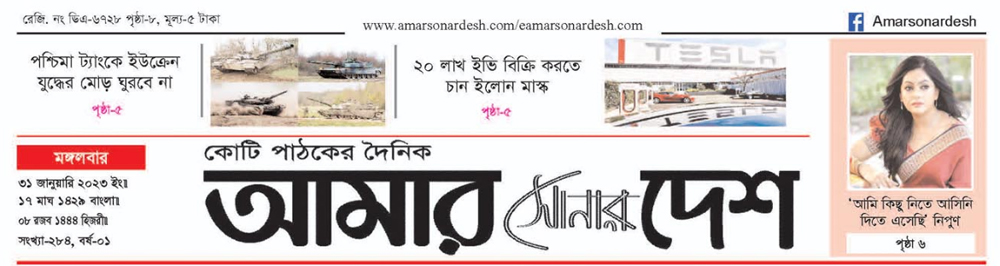 রেজি. নং ডিএ-৬৭২৮ পৃষ্ঠা-৮, মূল্য-৫ টাকা
www.amarsonardesh.com/eamarsonardesh.com
f Amarsonardesh
পশ্চিমা ট্যাংকে ইউক্রেন
যুদ্ধের মোড় ঘুরবে না
পৃষ্ঠা-৫
২০ লাখ ইভি বিক্রি করতে
চান ইলোন মাস্ক
পৃষ্ঠা-৫
TESLA
মঙ্গলবার
৩১ জানুয়ারি ২০২৩ ইং॥
১৭ মাঘ ১৪২৯ বাংলা॥
০৮ রজব ১৪৪৪ হিজরী॥
সংখ্যা-২৮৪, বর্ষ-০১
কোটি পাঠকের দৈনিক
আমার সোনার দেশ
‘আমি কিছু নিতে আসিনি
দিতে এসেছি’ নিপুণ
পৃষ্ঠা ৬